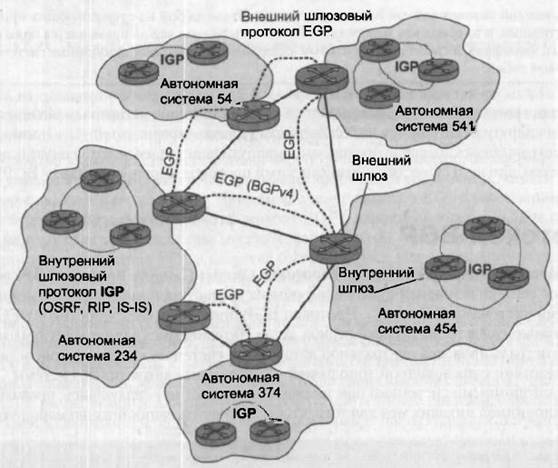 Внешний шлюзовый
протокол EGP
IGP
Автономная
система 54
IGP
Автономная
система 541
EGP
EGP
EGP (BGPv4)
Внешний
шлюз
Внутренний
шлюзовый
протокол IGP
(OSRF, RIP, IS-IS)
Автономная
система 234
EGP
EGP
Внутренний
шлюз
IGP
Автономная
система 454
Автономная
система 374
IGP